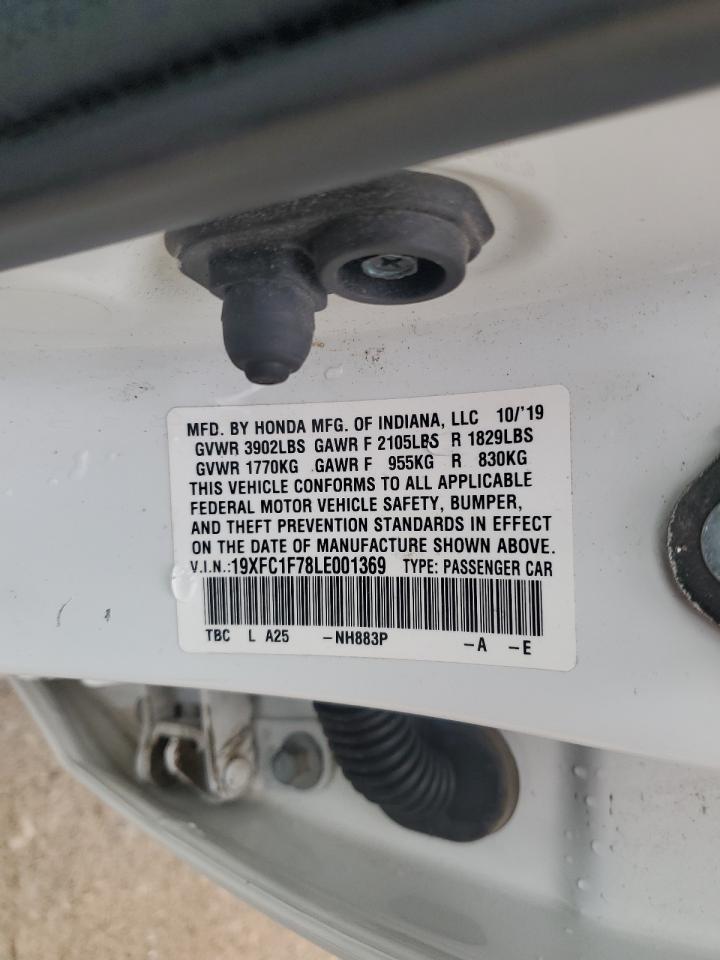 MFD. BY HONDA MFG. OF INDIANA, LLC 10/'19
GVWR 3902LBS GAWR F 2105LBS R 1829LBS
GVWR 1770KG GAWR F 955KG R 830KG
THIS VEHICLE CONFORMS TO ALL APPLICABLE
FEDERAL MOTOR VEHICLE SAFETY, BUMPER,
AND THEFT PREVENTION STANDARDS IN EFFECT
ON THE DATE OF MANUFACTURE SHOWN ABOVE.
V.I.N.:19XFC1F78LE001369 TYPE: PASSENGER CAR
TBC L A25 -NH883P -A -E